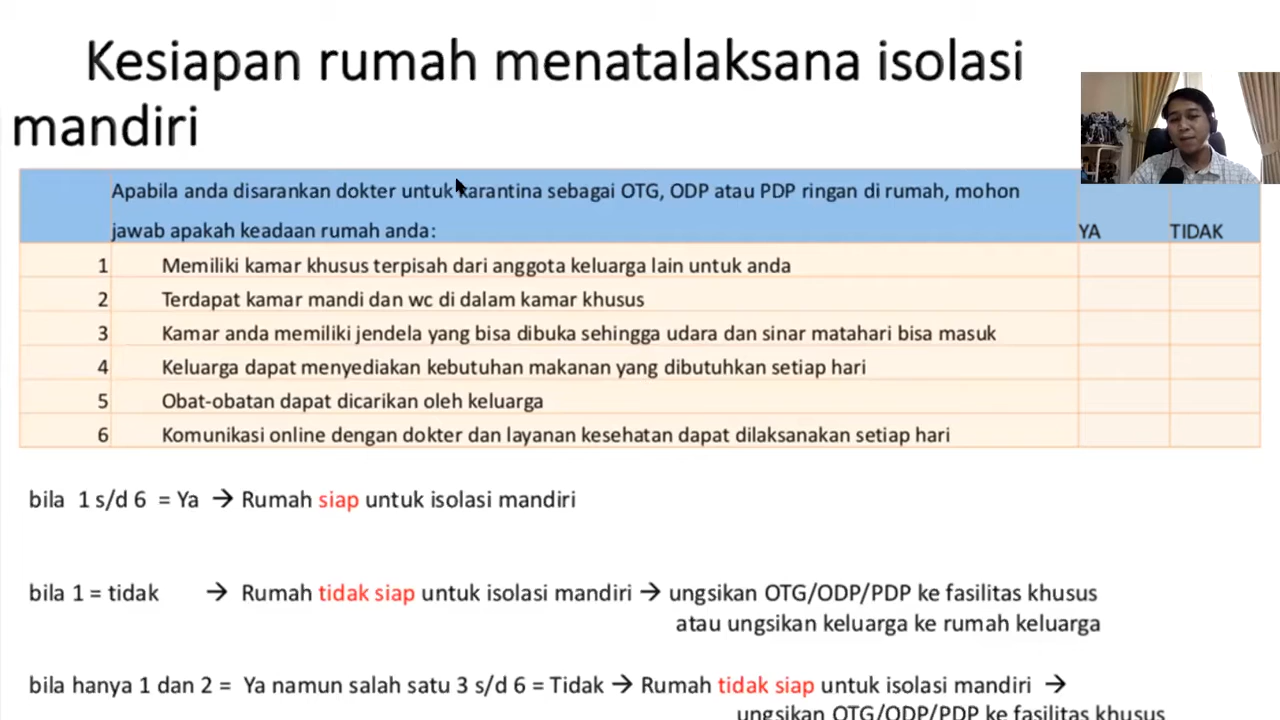 Kesiapan rumah menatalaksana isolasi
mandiri
Apabila anda disarankan dokter untuk karantina sebagai OTG, ODP atau PDP ringan di rumah, mohon
jawab apakah keadaan rumah anda: YA TIDAK
1 Memiliki kamar khusus terpisah dari anggota keluarga lain untuk anda
2 Terdapat kamar mandi dan wc di dalam kamar khusus
3 Kamar anda memiliki jendela yang bisa dibuka sehingga udara dan sinar matahari bisa masuk
4 Keluarga dapat menyediakan kebutuhan makanan yang dibutuhkan setiap hari
5 Obat-obatan dapat dicarikan oleh keluarga
6 Komunikasi online dengan dokter dan layanan kesehatan dapat dilaksanakan setiap hari
bila 1 s/d 6 = Ya → Rumah siap untuk isolasi mandiri
bila 1 = tidak → Rumah tidak siap untuk isolasi mandiri → ungsikan OTG/ODP/PDP ke fasilitas khusus
atau ungsikan keluarga ke rumah keluarga
bila hanya 1 dan 2 = Ya namun salah satu 3 s/d 6 = Tidak → Rumah tidak siap untuk isolasi mandiri →
ungsikan OTG/ODP/PDP ke fasilitas khusus